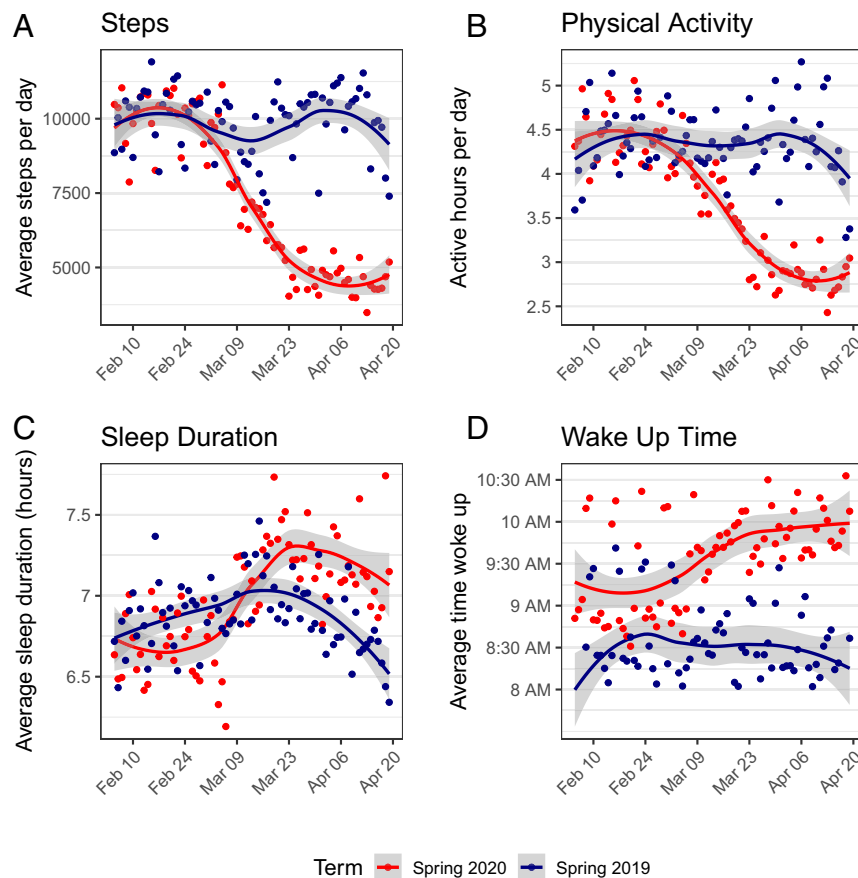 A Steps
Average steps per day
10000
7500
5000
Feb 10 Feb 24 Mar 09 Mar 23 Apr 06 Apr 20
B Physical Activity
Active hours per day
5
4.5
4
3.5
3
2.5
Feb 10 Feb 24 Mar 09 Mar 23 Apr 06 Apr 20
C Sleep Duration
Average sleep duration (hours)
7.5
7
6.5
Feb 10 Feb 24 Mar 09 Mar 23 Apr 06 Apr 20
D Wake Up Time
Average time woke up
10:30 AM
10 AM
9:30 AM
9 AM
8:30 AM
8 AM
Feb 10 Feb 24 Mar 09 Mar 23 Apr 06 Apr 20
Term Spring 2020 Spring 2019